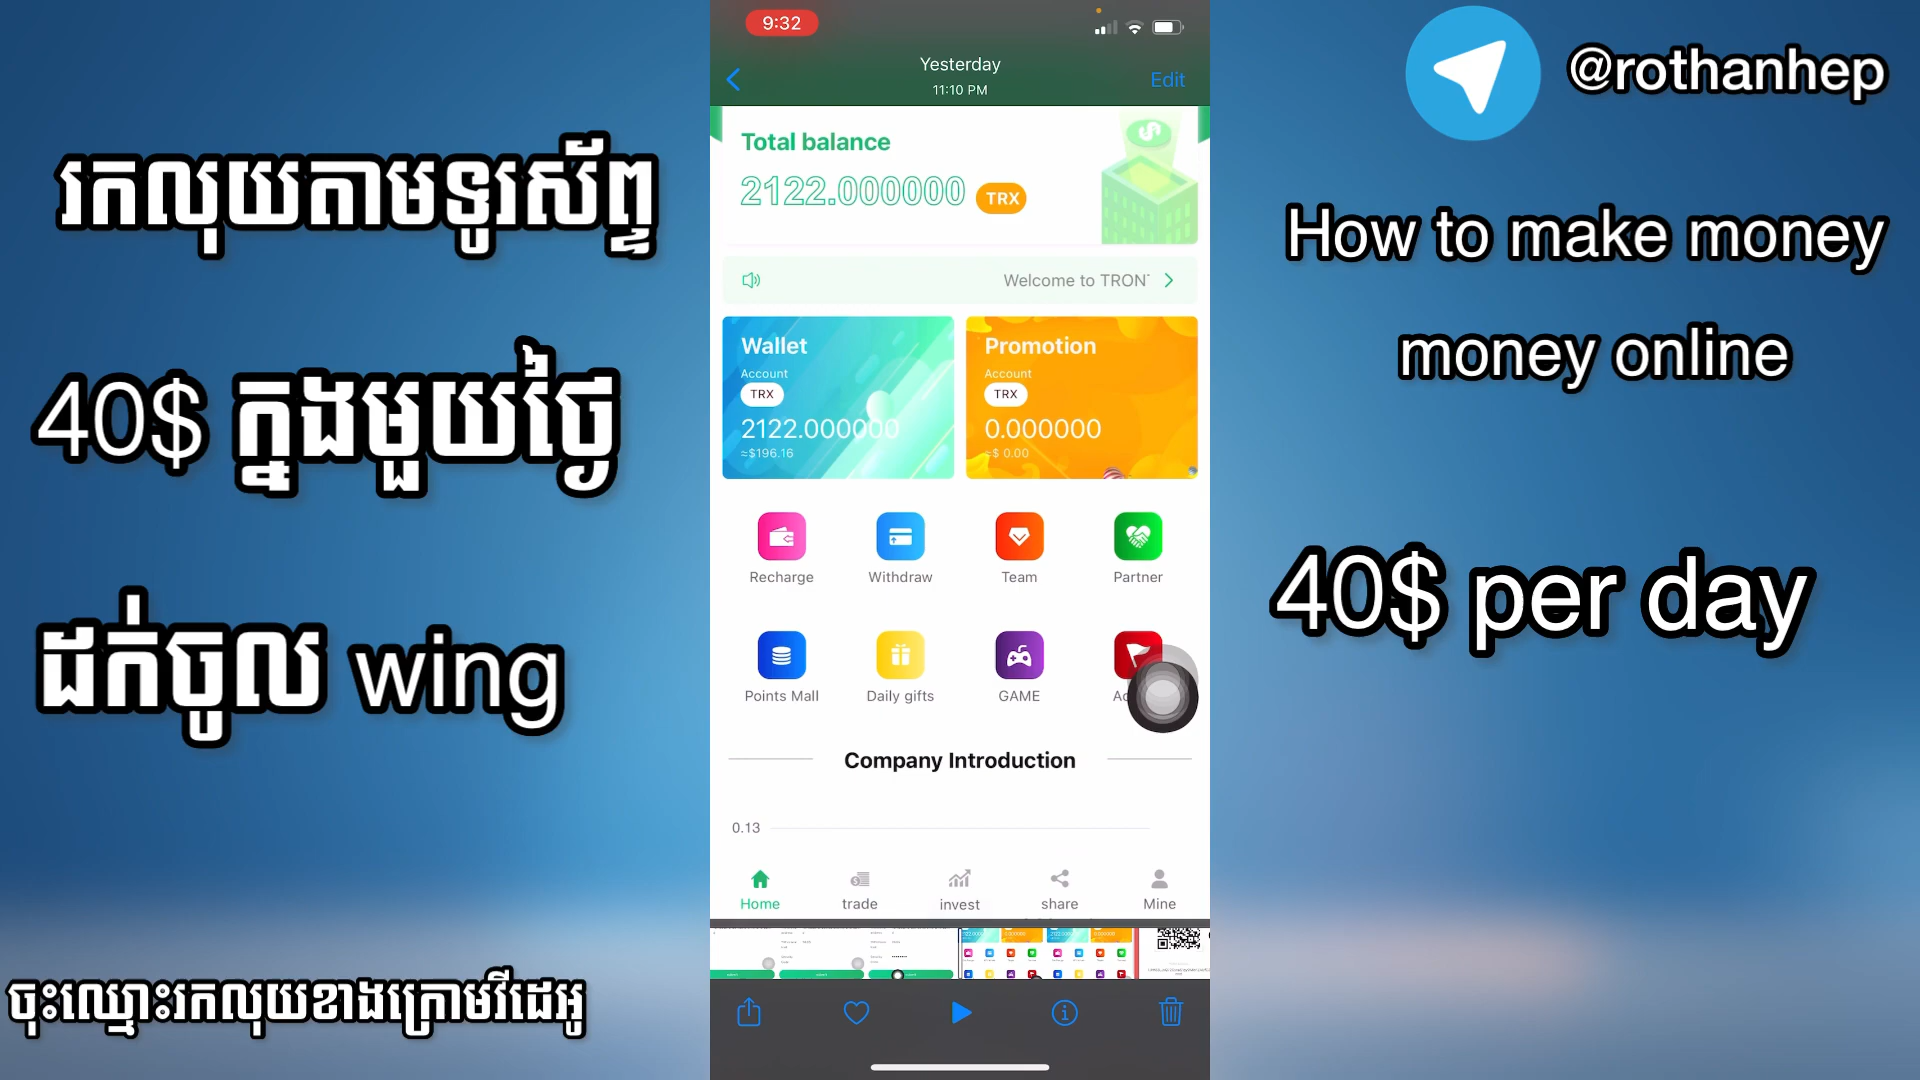 រកលុយតាមទូរស័ព្ទ
40$ ក្នុងមួយថ្ងៃ
ដក់ចូល wing
ចុះឈ្មោះរកលុយខាងក្រោមវីដេអូ
9:32
Yesterday
11:10 PM
Edit
Total balance
2122.000000 TRX
Welcome to TRON
Wallet
Account
TRX
2122.000000
≈$196.16
Promotion
Account
TRX
0.000000
≈$ 0.00
Recharge
Withdraw
Team
Partner
Points Mall
Daily gifts
GAME
Company Introduction
0.13
Home
trade
invest
share
Mine
@rothanhep
How to make money
money online
40$ per day